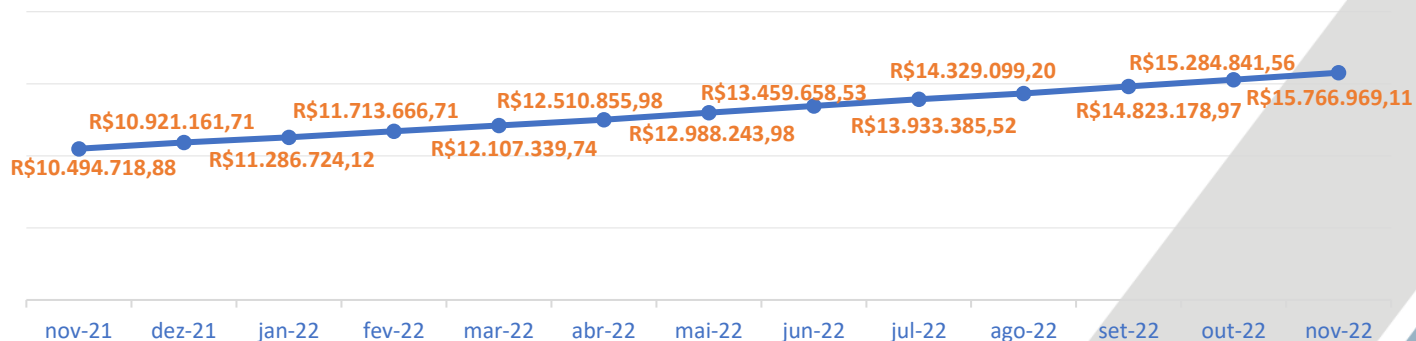 R$10.494.718,88
R$10.921.161,71
R$11.286.724,12
R$11.713.666,71
R$12.107.339,74
R$12.510.855,98
R$12.988.243,98
R$13.459.658,53
R$13.933.385,52
R$14.329.099,20
R$14.823.178,97
R$15.284.841,56
R$15.766.969,11
nov-21 dez-21 jan-22 fev-22 mar-22 abr-22 mai-22 jun-22 jul-22 ago-22 set-22 out-22 nov-22